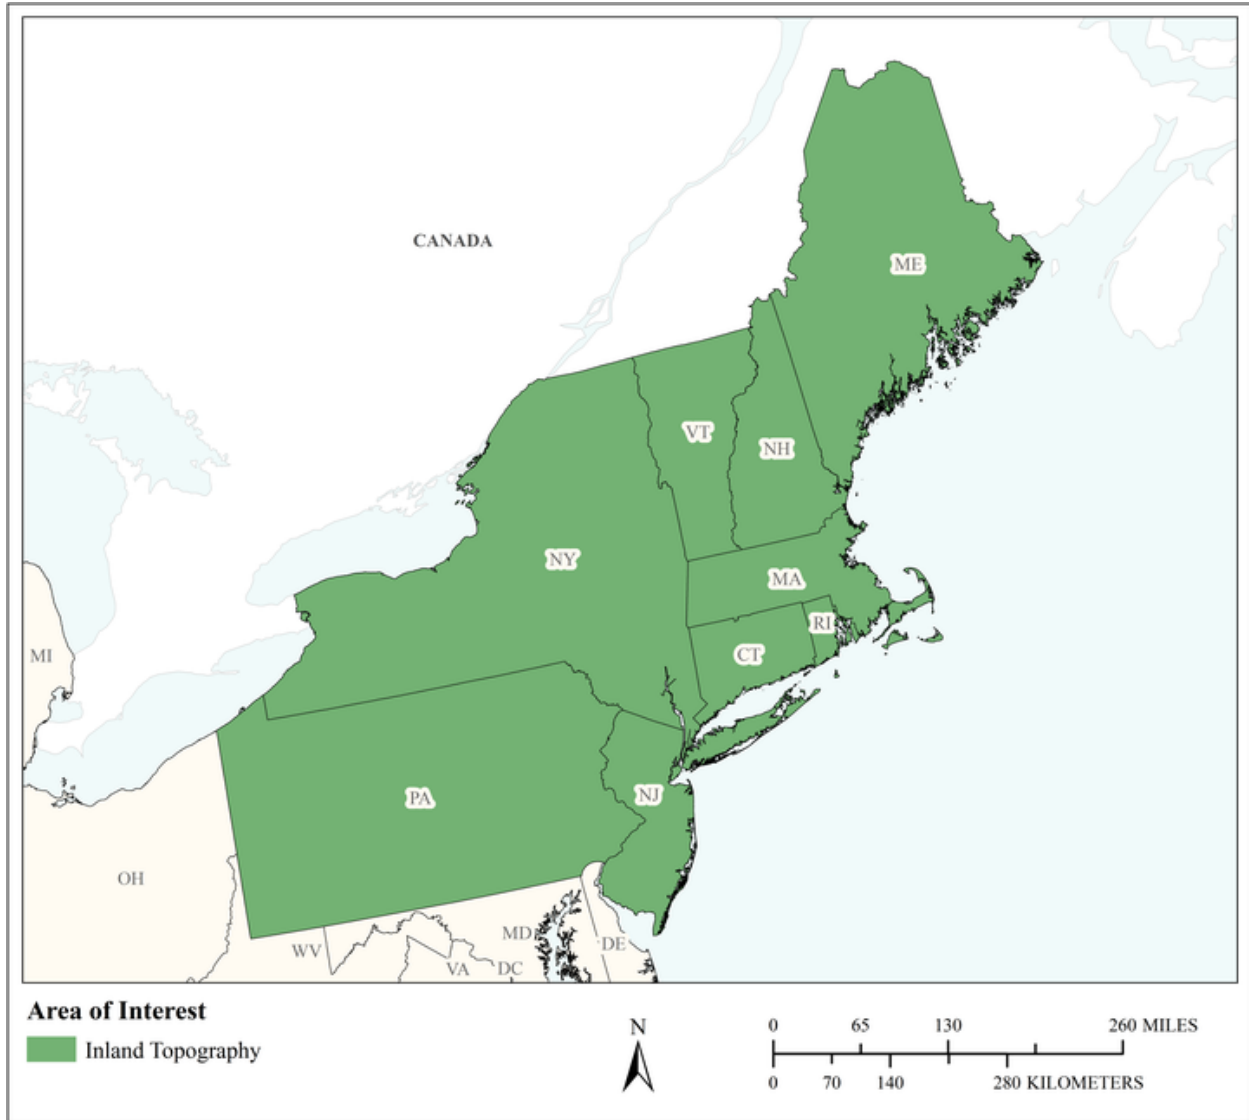 CANADA
ME
VT
NH
NY
MA
RI
CT
MI
PA
NJ
OH
MD
WV
DE
VA
DC
Area of Interest
Inland Topography
N
0 65 130 260 MILES
0 70 140 280 KILOMETERS